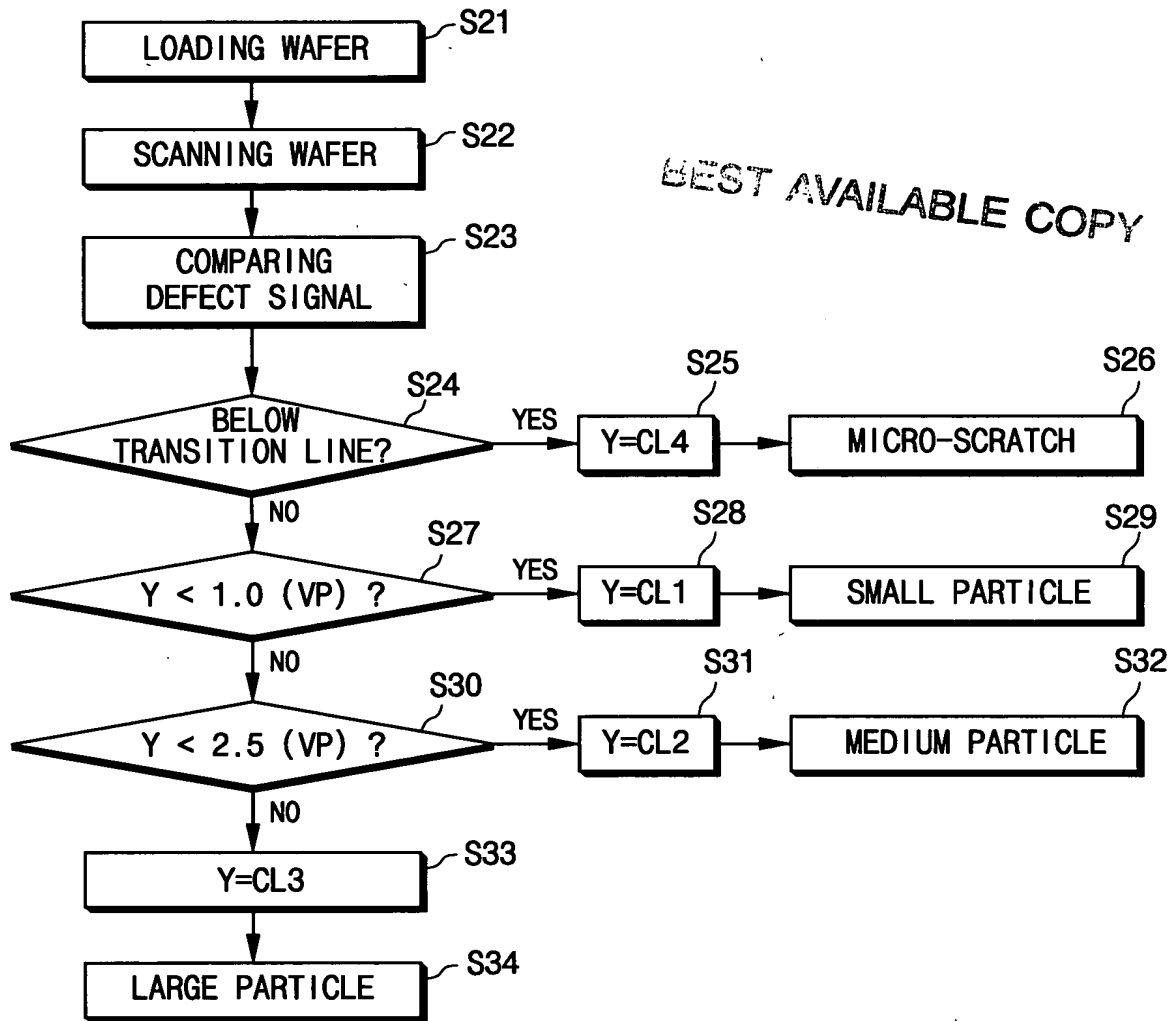 LOADING WAFER
S21
SCANNING WAFER
S22
BEST AVAILABLE COPY
COMPARING
DEFECT SIGNAL
S23
BELOW
TRANSITION LINE?
S24
YES
Y=CL4
S25
MICRO-SCRATCH
S26
NO
Y < 1.0 (VP) ?
S27
YES
Y=CL1
S28
SMALL PARTICLE
S29
NO
Y < 2.5 (VP) ?
S30
YES
Y=CL2
S31
MEDIUM PARTICLE
S32
NO
Y=CL3
S33
LARGE PARTICLE
S34